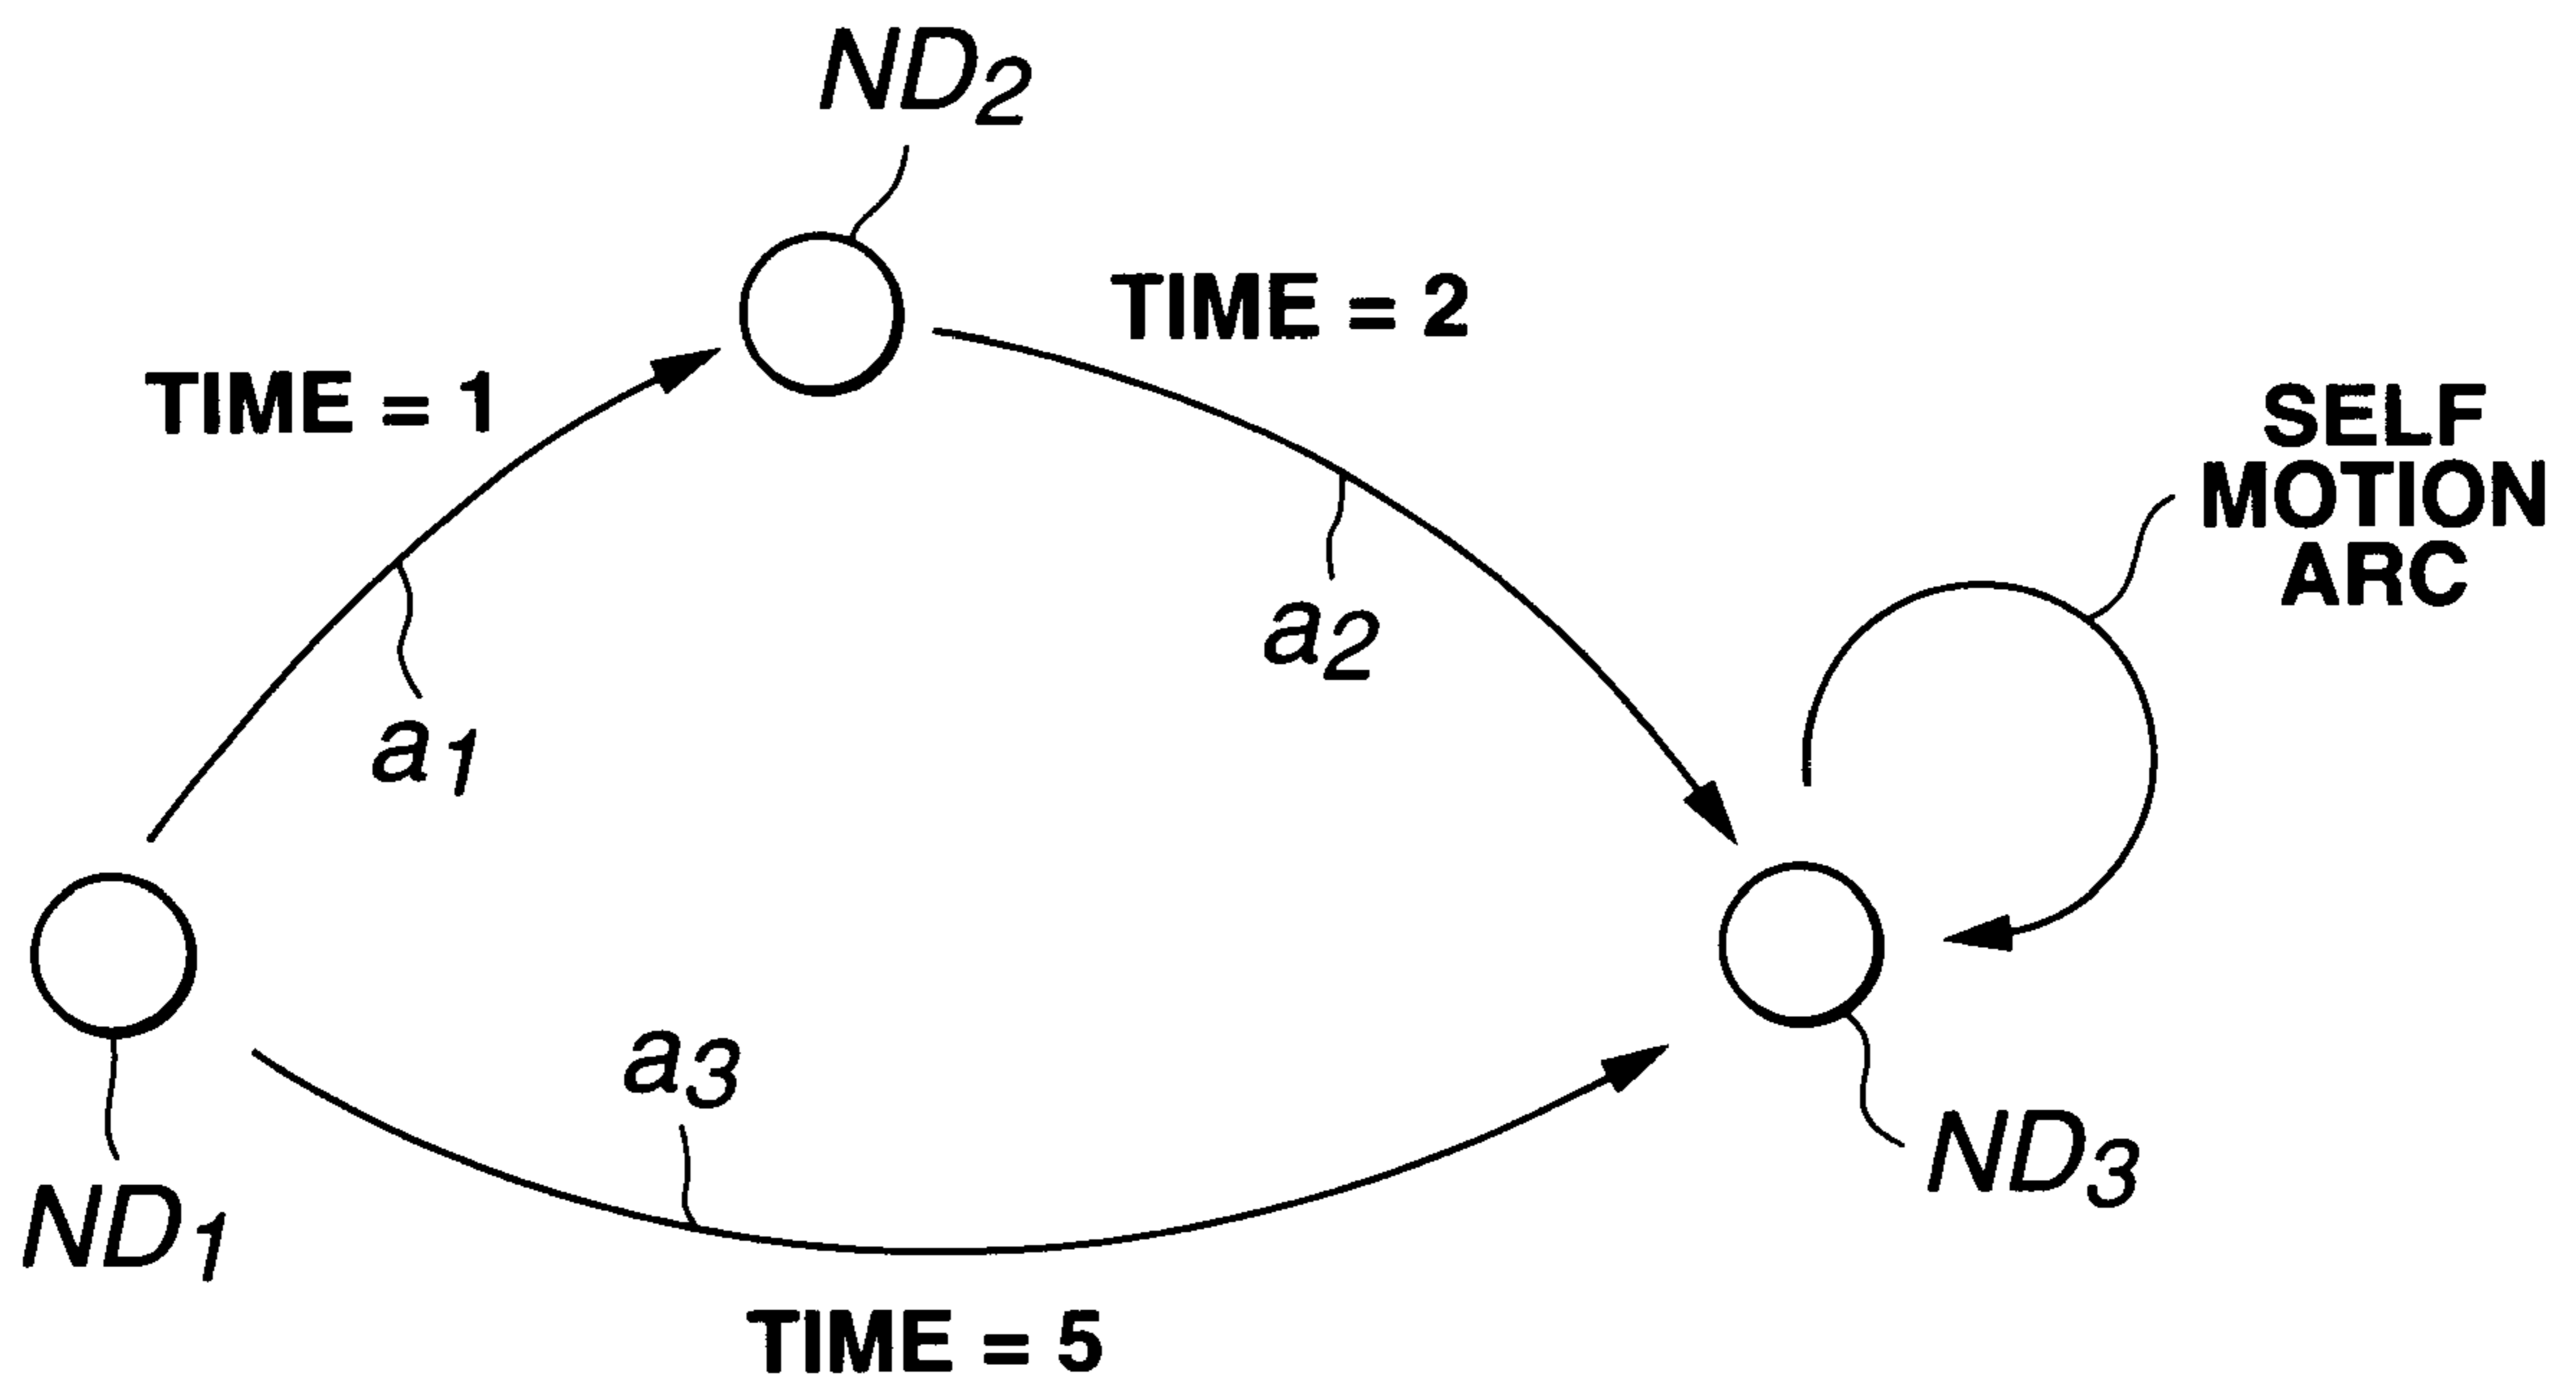 ND2
TIME = 2
TIME = 1
SELF
MOTION
ARC
a2
a1
a3
ND3
ND1
TIME = 5